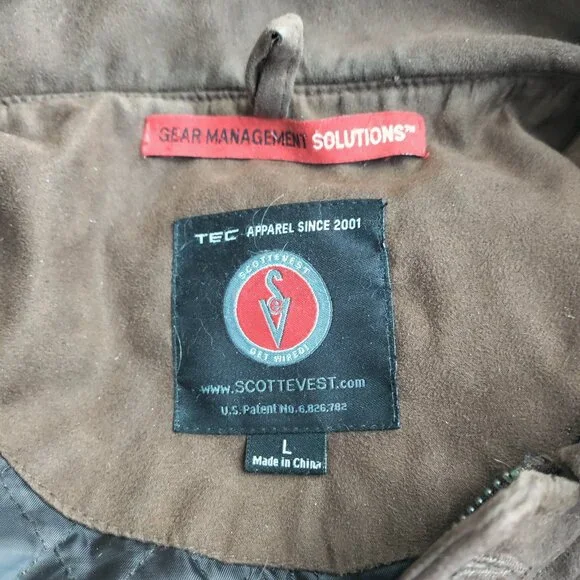 GEAR MANAGEMENT SOLUTIONS™
TEC APPAREL SINCE 2001
SCOTTEVEST
SeV
GET WIRED!
www.SCOTTEVEST.com
U.S. Patent No. 6,826,782
L
Made in China